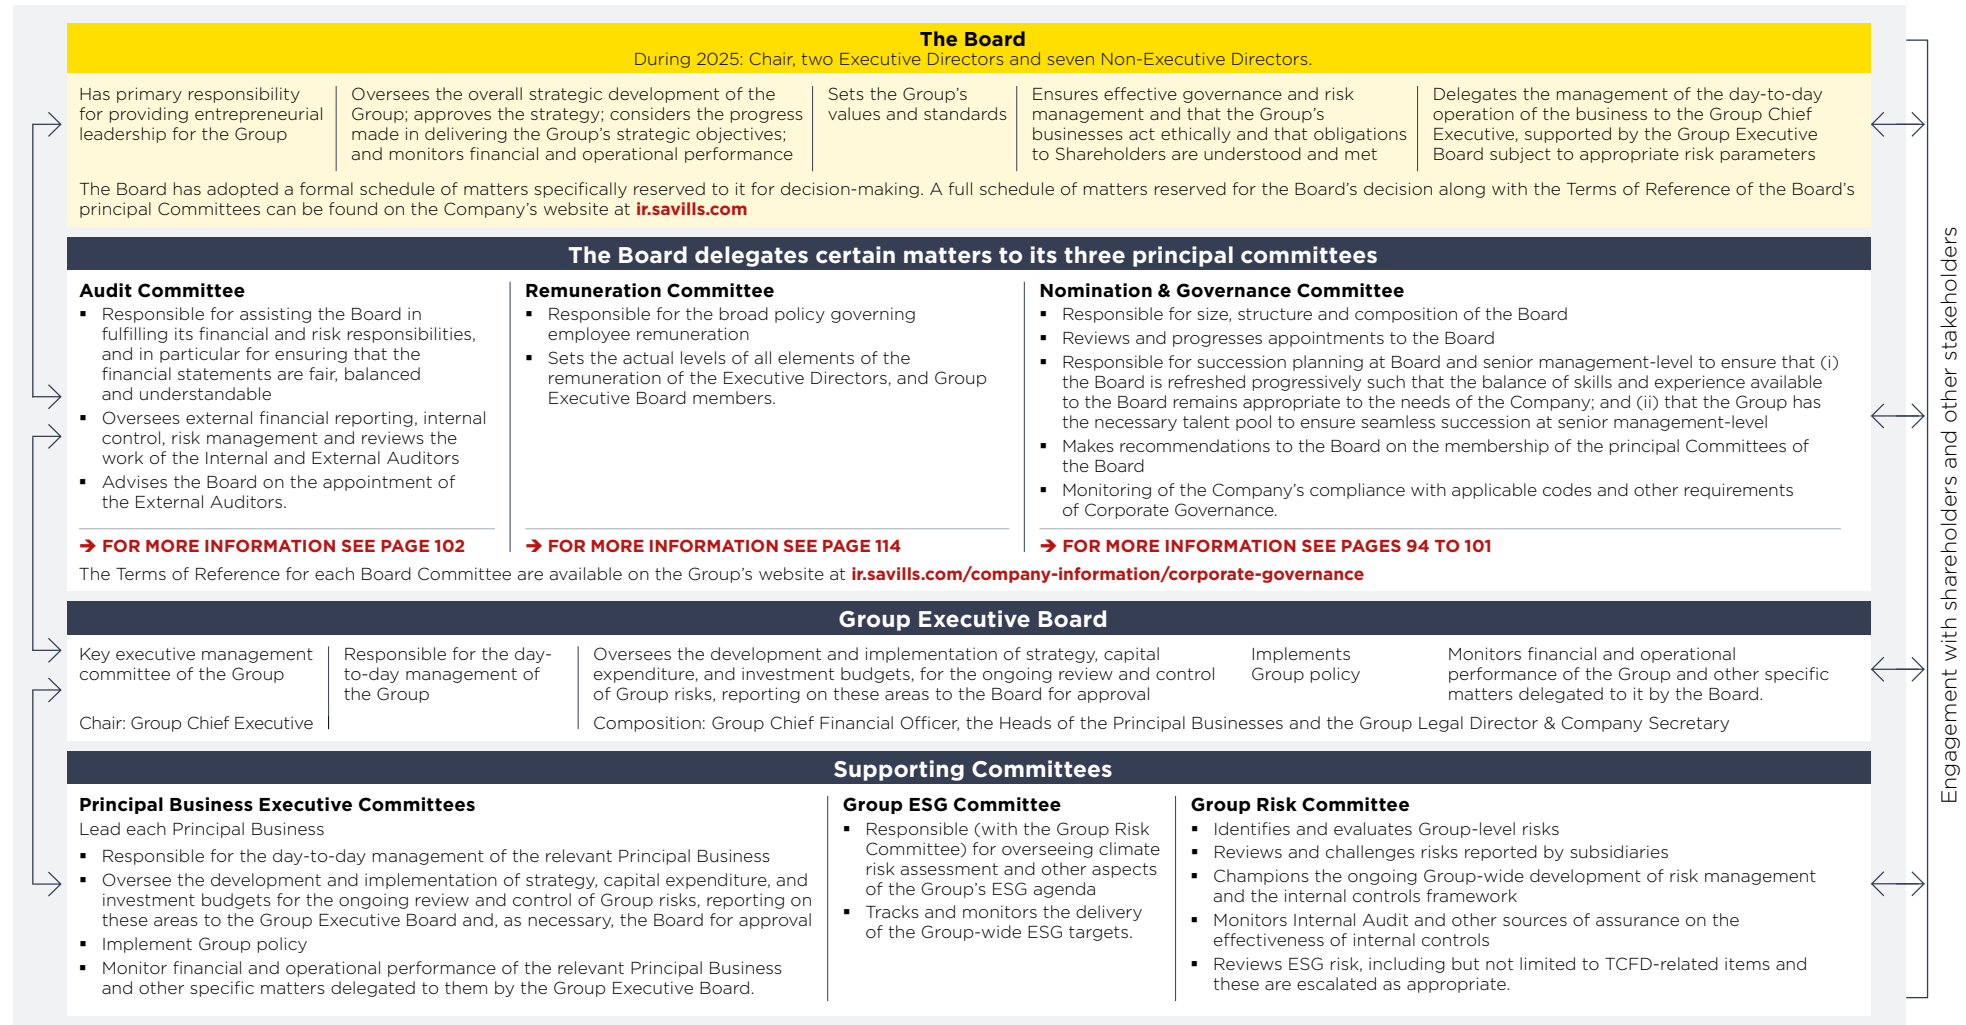 The Board
During 2025: Chair, two Executive Directors and seven Non-Executive Directors.
Has primary responsibility
for providing entrepreneurial
leadership for the Group
Oversees the overall strategic development of the
Group; approves the strategy; considers the progress
made in delivering the Group's strategic objectives;
and monitors financial and operational performance
Sets the Group's
values and standards
Ensures effective governance and risk
management and that the Group's
businesses act ethically and that obligations
to Shareholders are understood and met
Delegates the management of the day-to-day
operation of the business to the Group Chief
Executive, supported by the Group Executive
Board subject to appropriate risk parameters
The Board has adopted a formal schedule of matters specifically reserved to it for decision-making. A full schedule of matters reserved for the Board's decision along with the Terms of Reference of the Board's
principal Committees can be found on the Company's website at ir.savills.com
The Board delegates certain matters to its three principal committees
Audit Committee
▪ Responsible for assisting the Board in
fulfilling its financial and risk responsibilities,
and in particular for ensuring that the
financial statements are fair, balanced
and understandable
▪ Oversees external financial reporting, internal
control, risk management and reviews the
work of the Internal and External Auditors
▪ Advises the Board on the appointment of
the External Auditors.
→ FOR MORE INFORMATION SEE PAGE 102
Remuneration Committee
▪ Responsible for the broad policy governing
employee remuneration
▪ Sets the actual levels of all elements of the
remuneration of the Executive Directors, and Group
Executive Board members.
→ FOR MORE INFORMATION SEE PAGE 114
Nomination & Governance Committee
▪ Responsible for size, structure and composition of the Board
▪ Reviews and progresses appointments to the Board
▪ Responsible for succession planning at Board and senior management-level to ensure that (i)
the Board is refreshed progressively such that the balance of skills and experience available
to the Board remains appropriate to the needs of the Company; and (ii) that the Group has
the necessary talent pool to ensure seamless succession at senior management-level
▪ Makes recommendations to the Board on the membership of the principal Committees of
the Board
▪ Monitoring of the Company's compliance with applicable codes and other requirements
of Corporate Governance.
→ FOR MORE INFORMATION SEE PAGES 94 TO 101
The Terms of Reference for each Board Committee are available on the Group's website at ir.savills.com/company-information/corporate-governance
Group Executive Board
Key executive management
committee of the Group
Chair: Group Chief Executive
Responsible for the day-
to-day management of
the Group
Oversees the development and implementation of strategy, capital
expenditure, and investment budgets, for the ongoing review and control
of Group risks, reporting on these areas to the Board for approval
Implements
Group policy
Monitors financial and operational
performance of the Group and other specific
matters delegated to it by the Board.
Composition: Group Chief Financial Officer, the Heads of the Principal Businesses and the Group Legal Director & Company Secretary
Supporting Committees
Principal Business Executive Committees
Lead each Principal Business
▪ Responsible for the day-to-day management of the relevant Principal Business
▪ Oversee the development and implementation of strategy, capital expenditure, and
investment budgets for the ongoing review and control of Group risks, reporting on
these areas to the Group Executive Board and, as necessary, the Board for approval
▪ Implement Group policy
▪ Monitor financial and operational performance of the relevant Principal Business
and other specific matters delegated to them by the Group Executive Board.
Group ESG Committee
▪ Responsible (with the Group Risk
Committee) for overseeing climate
risk assessment and other aspects
of the Group's ESG agenda
▪ Tracks and monitors the delivery
of the Group-wide ESG targets.
Group Risk Committee
▪ Identifies and evaluates Group-level risks
▪ Reviews and challenges risks reported by subsidiaries
▪ Champions the ongoing Group-wide development of risk management
and the internal controls framework
▪ Monitors Internal Audit and other sources of assurance on the
effectiveness of internal controls
▪ Reviews ESG risk, including but not limited to TCFD-related items and
these are escalated as appropriate.
Engagement with shareholders and other stakeholders